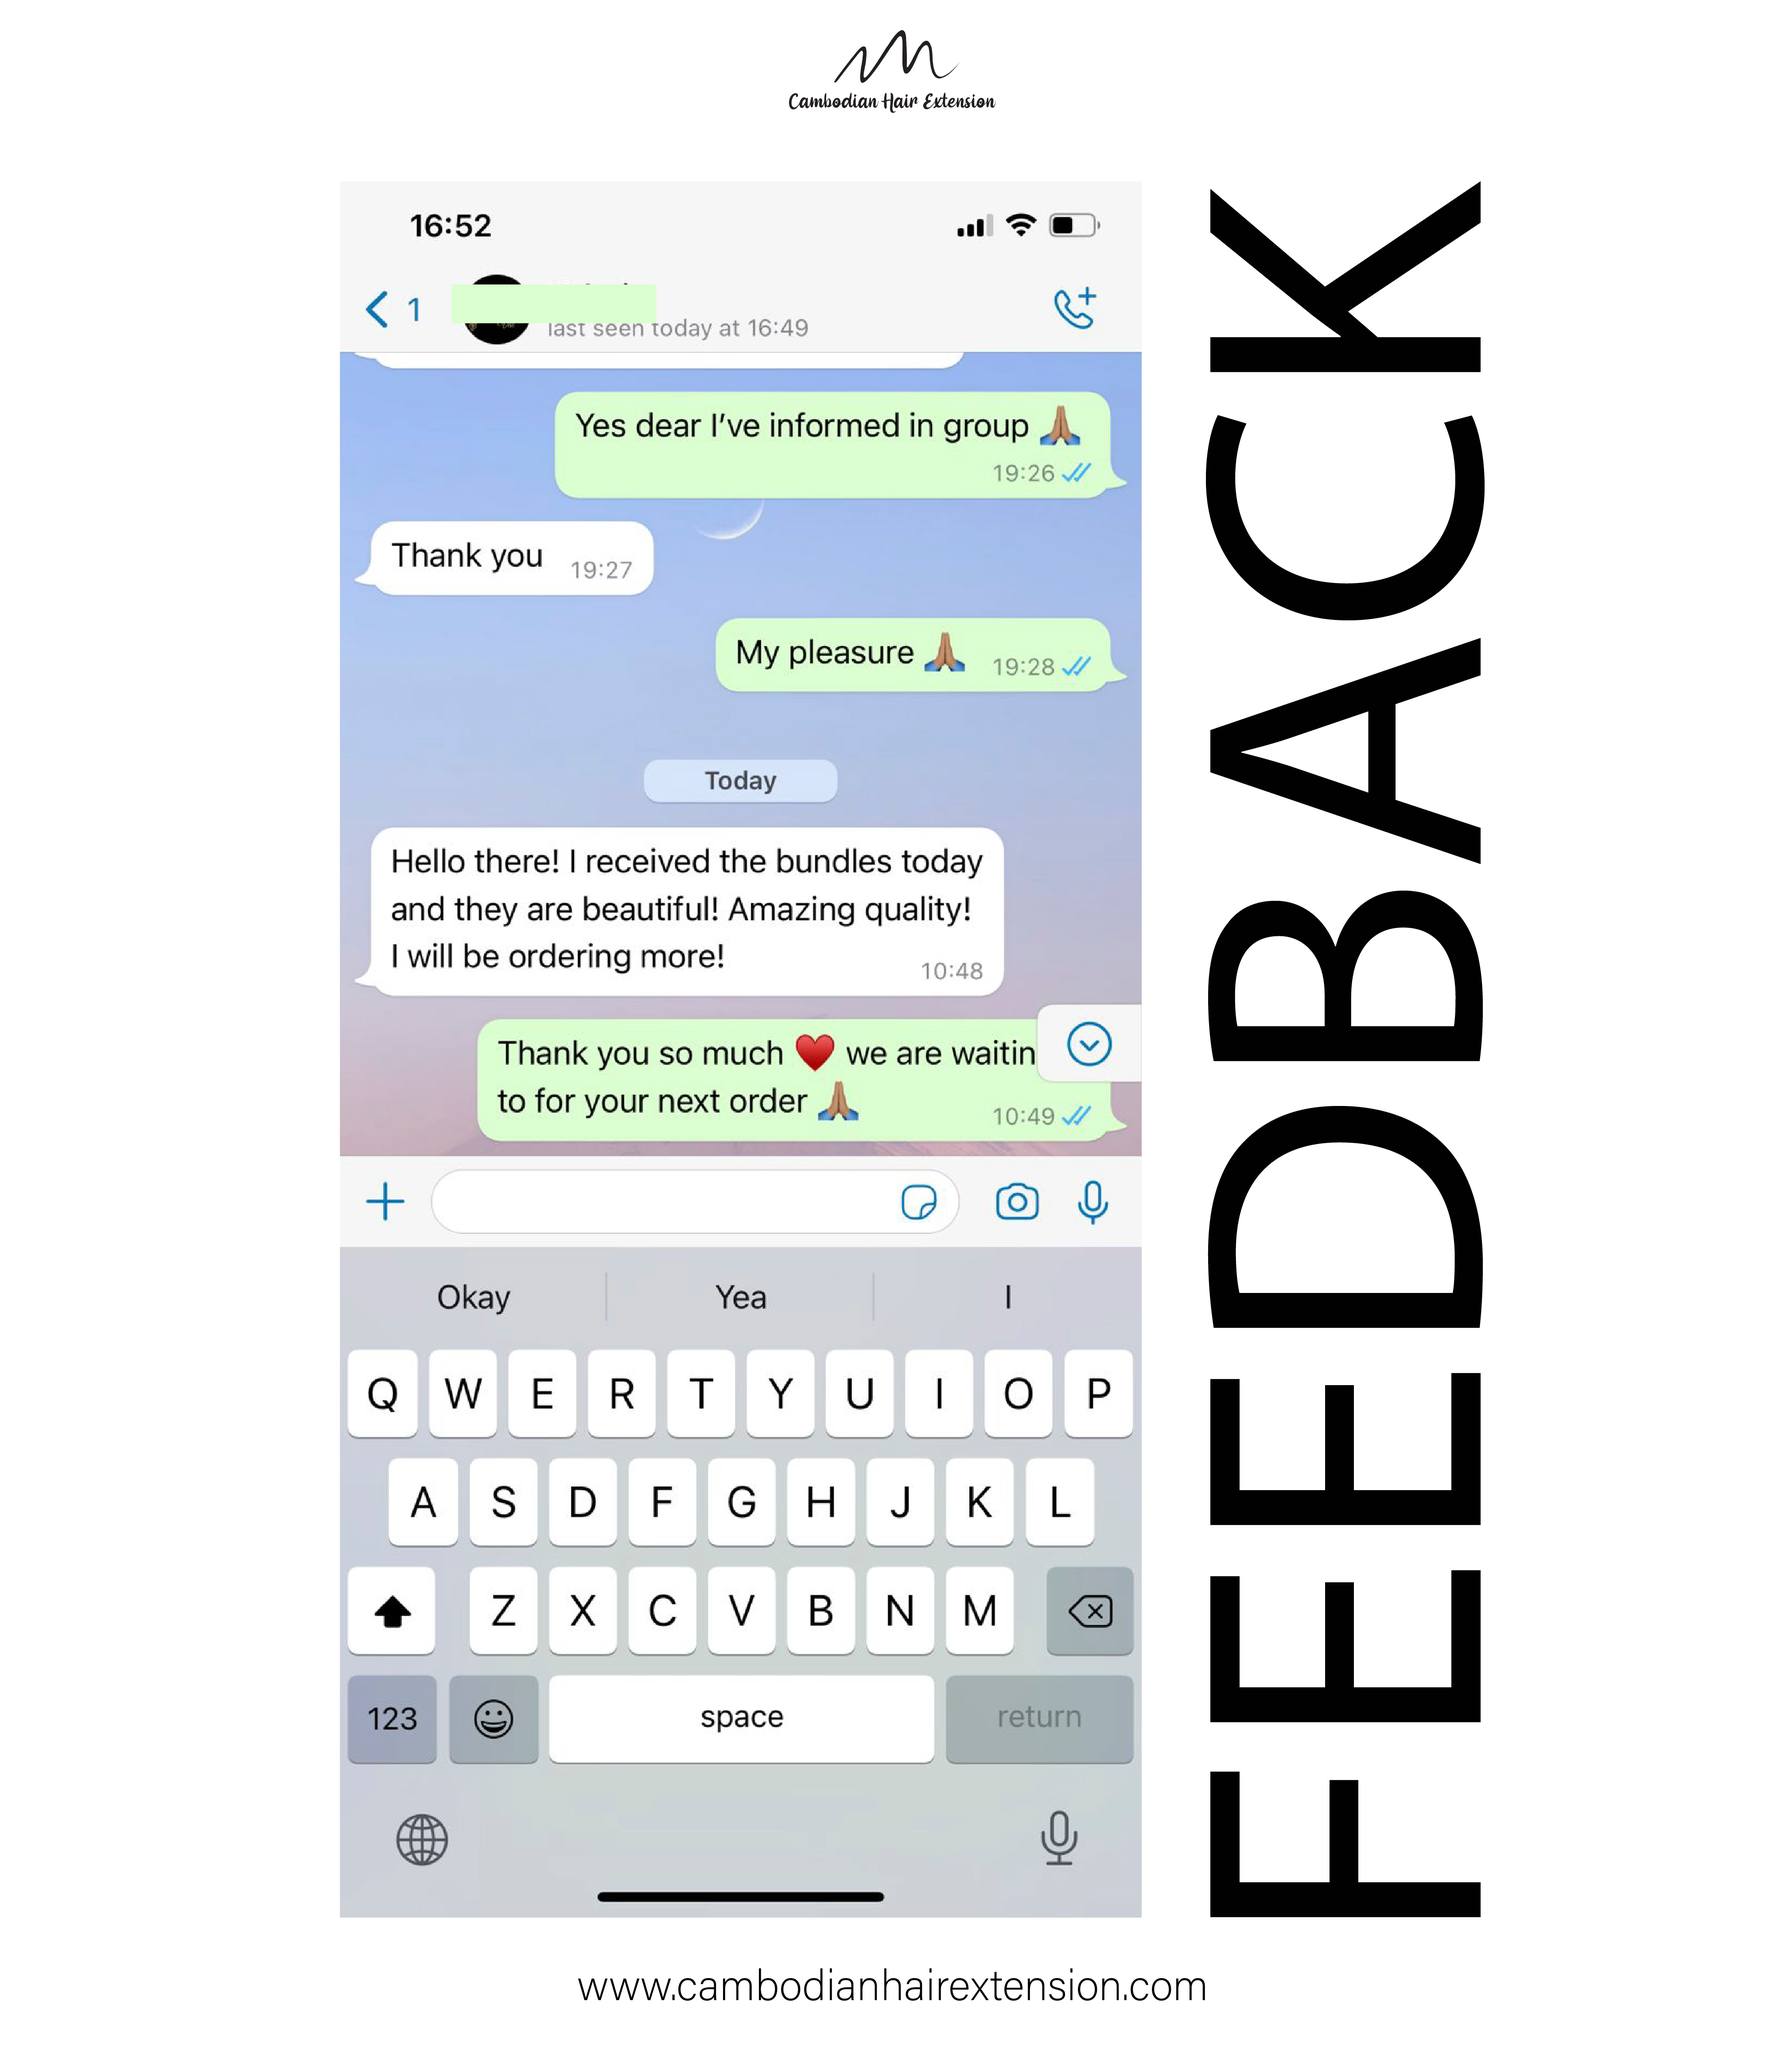 Cambodian Hair Extension
16:52
1
last seen today at 16:49
Yes dear I've informed in group 🙏🏽
19:26
Thank you 19:27
My pleasure 🙏🏽 19:28
Today
Hello there! I received the bundles today
and they are beautiful! Amazing quality!
I will be ordering more! 10:48
Thank you so much ❤️ we are waitin
to for your next order 🙏🏽 10:49
Okay Yea I
Q W E R T Y U I O P
A S D F G H J K L
Z X C V B N M
123 space return
FEEDBACK
www.cambodianhairextension.com